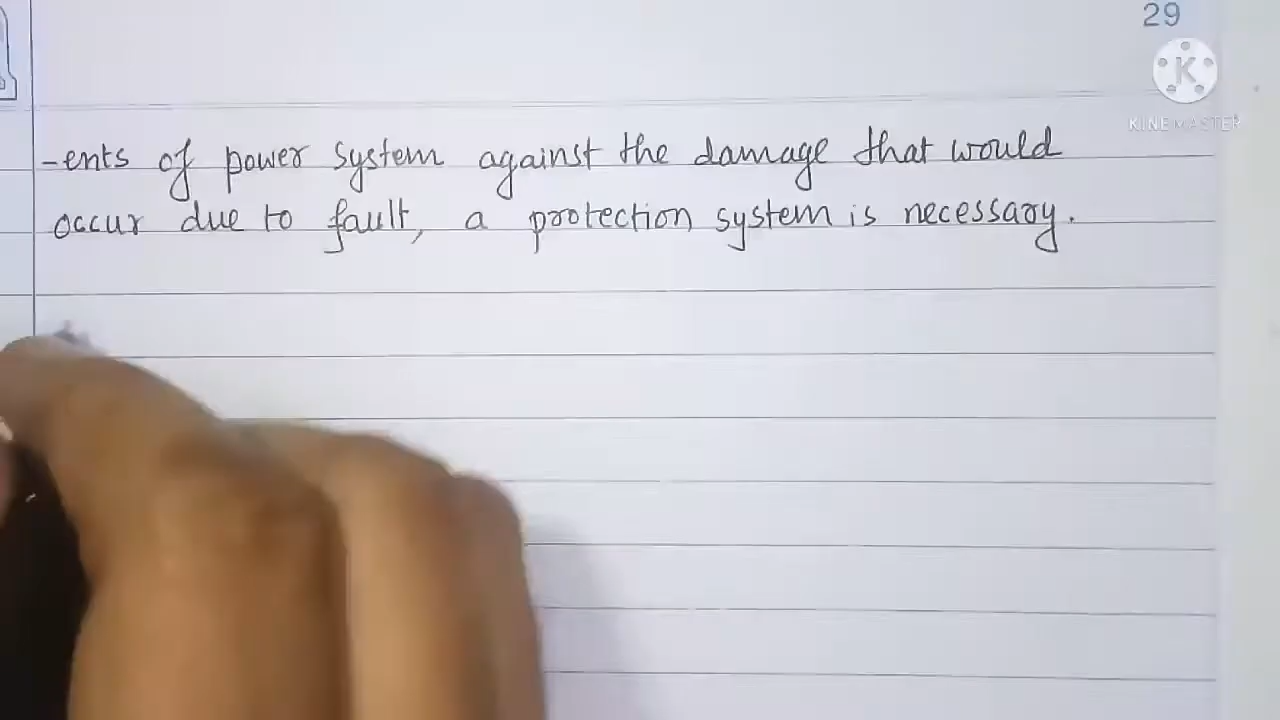 29
K
KINEMASTER
-ents of power system against the damage that would
occur due to fault, a protection system is necessary.